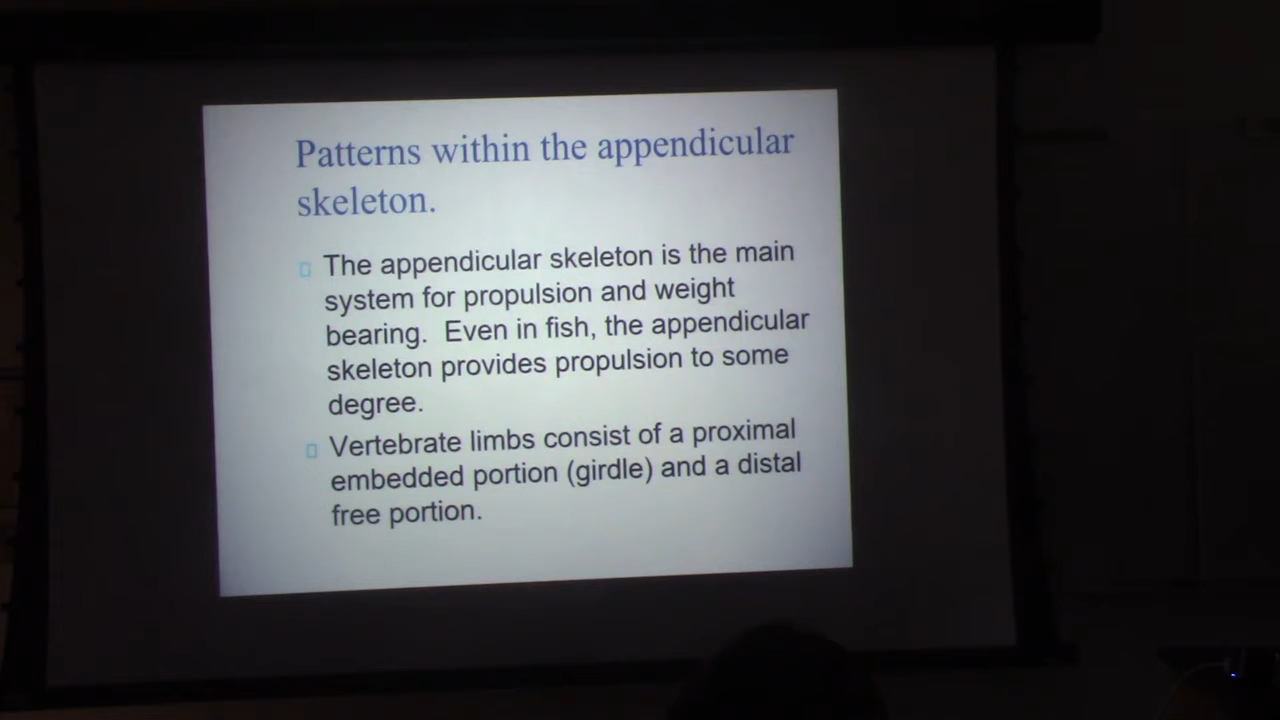 Patterns within the appendicular
skeleton.
The appendicular skeleton is the main
system for propulsion and weight
bearing. Even in fish, the appendicular
skeleton provides propulsion to some
degree.
Vertebrate limbs consist of a proximal
embedded portion (girdle) and a distal
free portion.